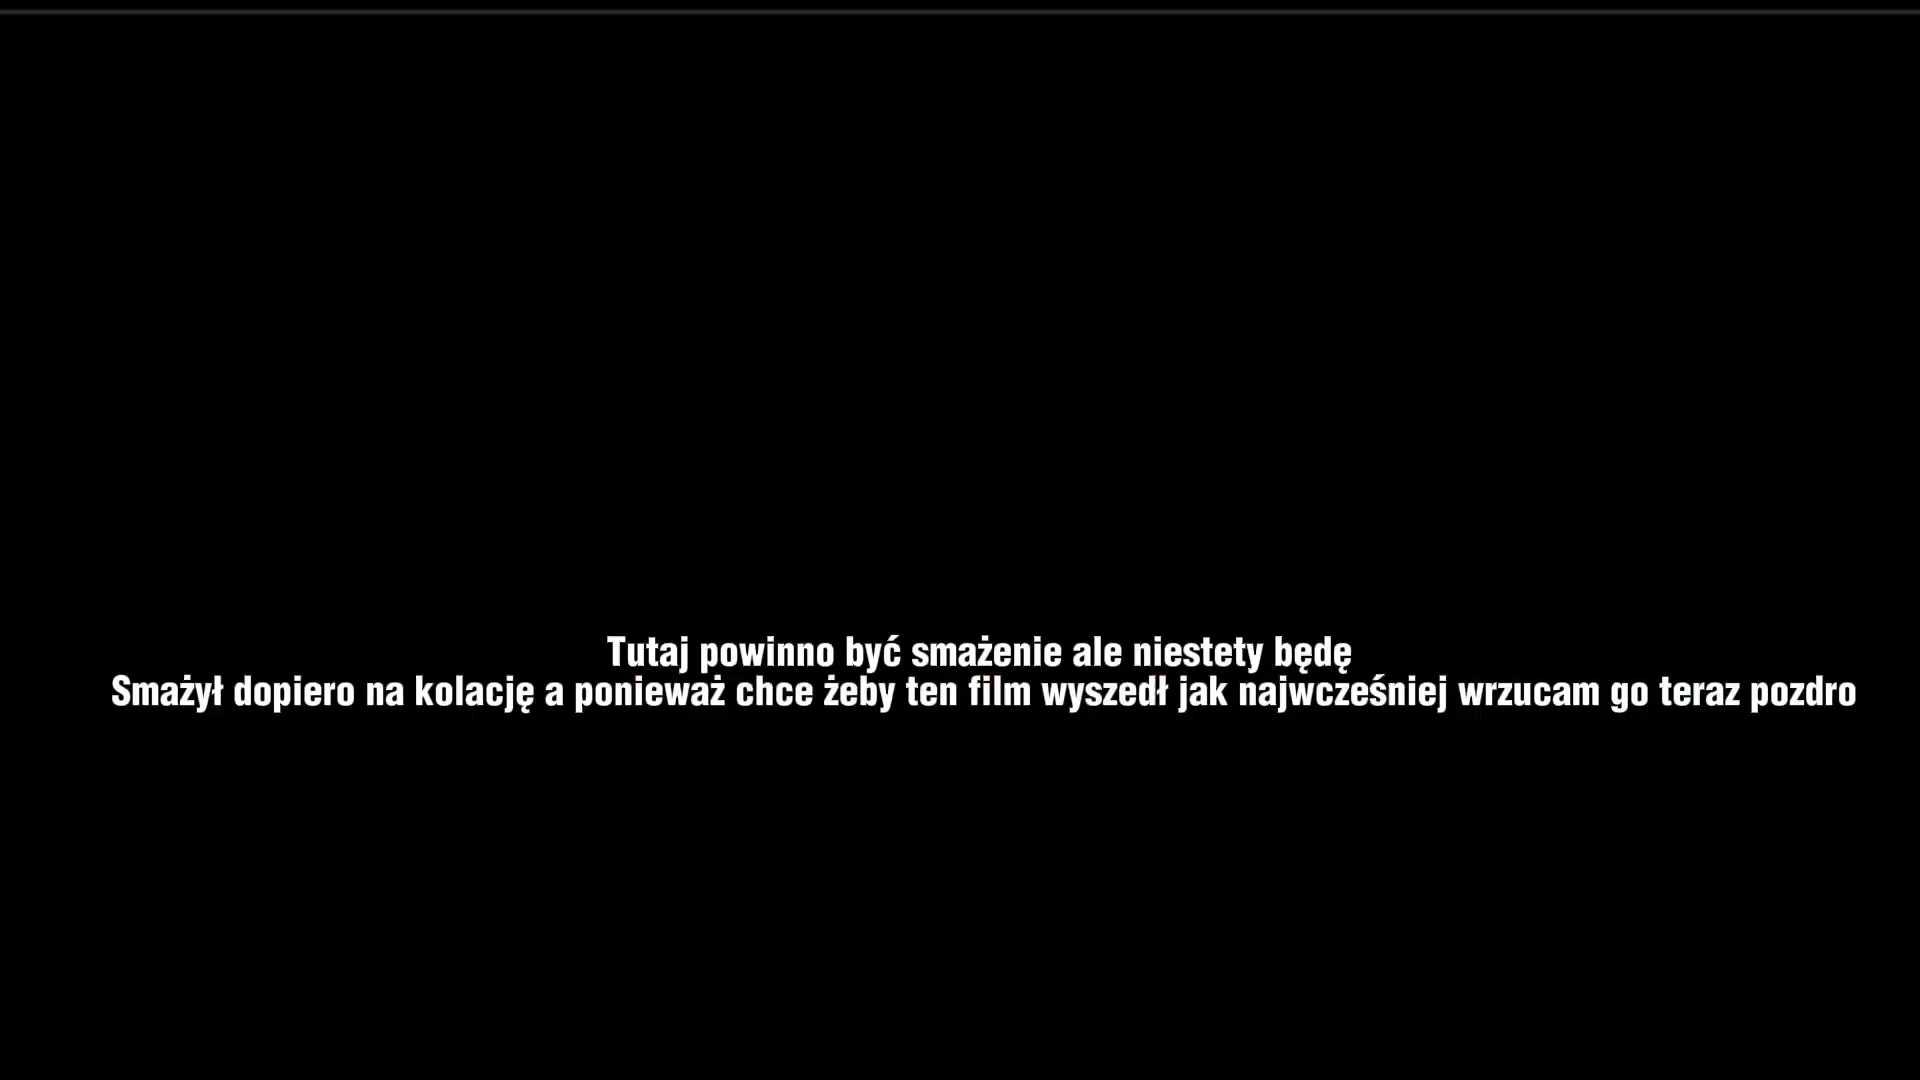 Tutaj powinno być smażenie ale niestety będę
Smażył dopiero na kolację a ponieważ chce żeby ten film wyszedł jak najwcześniej wrzucam go teraz pozdro